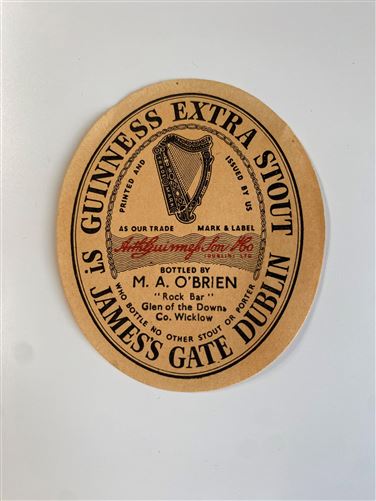 GUINNESS EXTRA STOUT
PRINTED AND
ISSUED BY US
AS OUR TRADE MARK & LABEL
Arth Guinness Son & Co
(DUBLIN) LTD
BOTTLED BY
M. A. O'BRIEN
"Rock Bar"
Glen of the Downs
Co. Wicklow
WHO BOTTLE NO OTHER STOUT OR PORTER
ST JAMES'S GATE DUBLIN